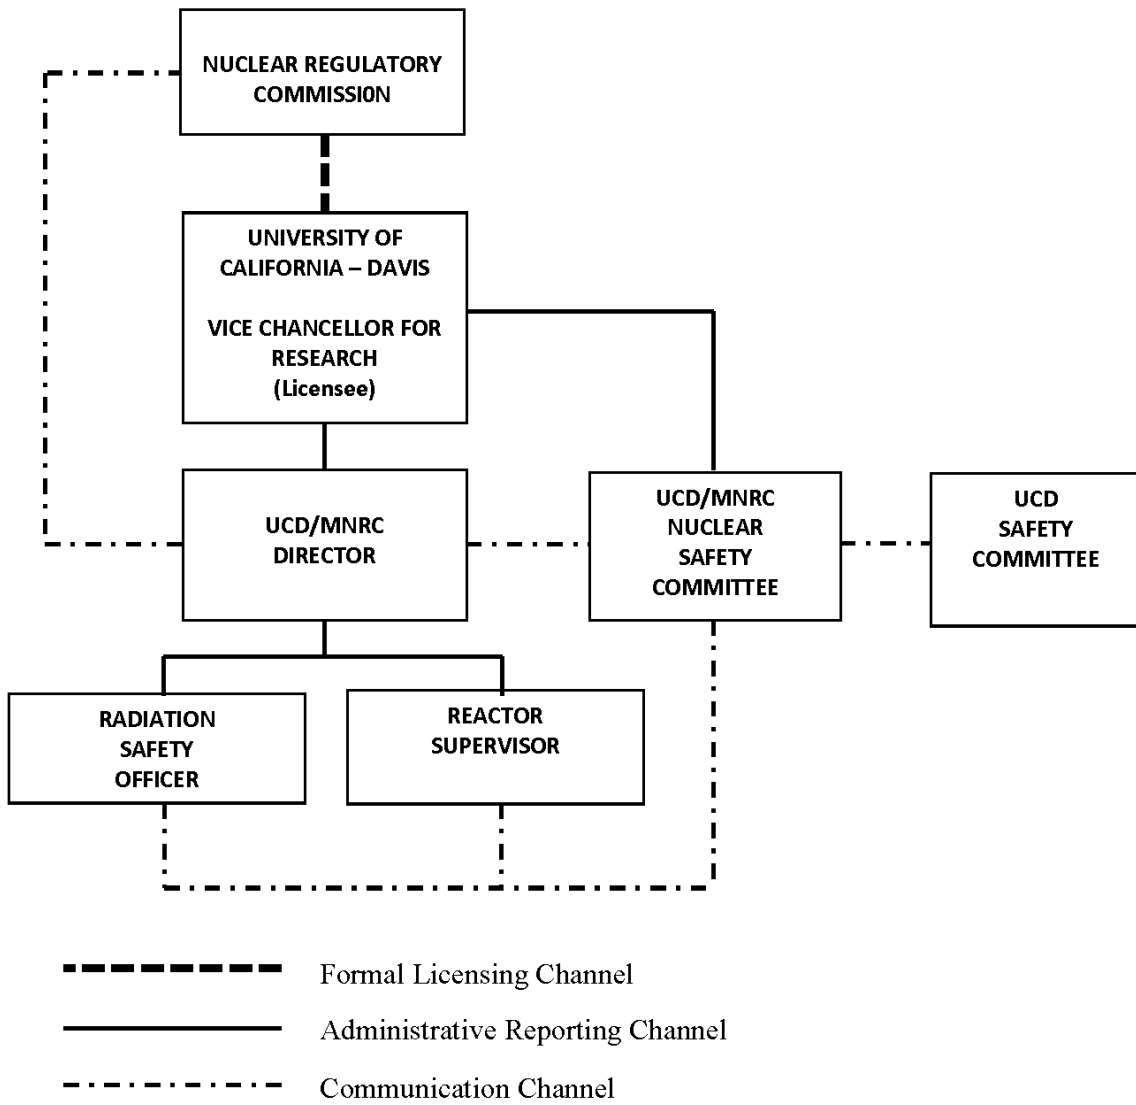 NUCLEAR REGULATORY
COMMISSI0N
UNIVERSITY OF
CALIFORNIA – DAVIS
VICE CHANCELLOR FOR
RESEARCH
(Licensee)
UCD/MNRC
DIRECTOR
UCD/MNRC
NUCLEAR
SAFETY
COMMITTEE
UCD
SAFETY
COMMITTEE
RADIATION
SAFETY
OFFICER
REACTOR
SUPERVISOR
Formal Licensing Channel
Administrative Reporting Channel
Communication Channel